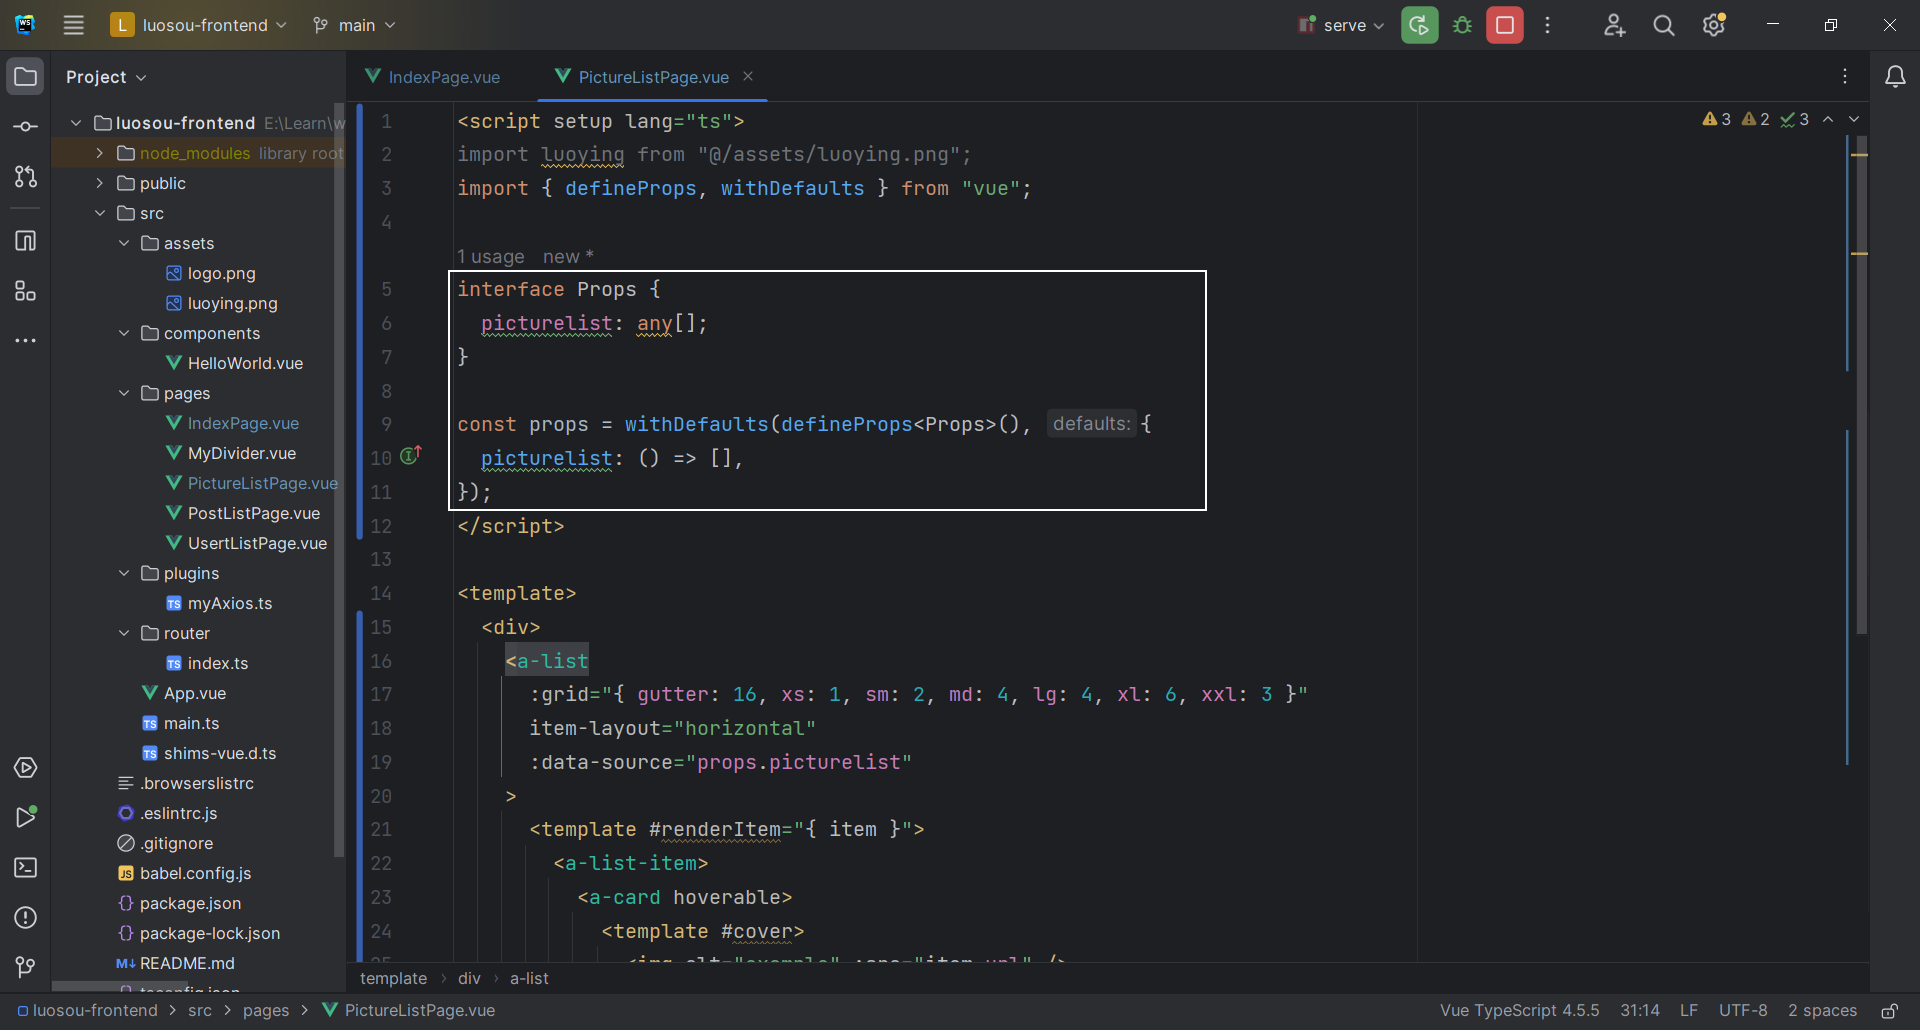 L luosou-frontend main serve
Project
IndexPage.vue PictureListPage.vue
luosou-frontend E:\Learn\w
node_modules library root
public
src
assets
logo.png
luoying.png
components
HelloWorld.vue
pages
IndexPage.vue
MyDivider.vue
PictureListPage.vue
PostListPage.vue
UsertListPage.vue
plugins
myAxios.ts
router
index.ts
App.vue
main.ts
shims-vue.d.ts
.browserslistrc
.eslintrc.js
.gitignore
babel.config.js
package.json
package-lock.json
README.md
tsconfig.json
3 2 3
1 <script setup lang="ts">
2 import luoying from "@/assets/luoying.png";
3 import { defineProps, withDefaults } from "vue";
4
1 usage new *
5 interface Props {
6 picturelist: any[];
7 }
8
9 const props = withDefaults(defineProps<Props>(), defaults: {
10 picturelist: () => [],
11 });
12 </script>
13
14 <template>
15 <div>
16 <a-list
17 :grid="{ gutter: 16, xs: 1, sm: 2, md: 4, lg: 4, xl: 6, xxl: 3 }"
18 item-layout="horizontal"
19 :data-source="props.picturelist"
20 >
21 <template #renderItem="{ item }">
22 <a-list-item>
23 <a-card hoverable>
24 <template #cover>
25 <img alt="example" :src="item.url" />
template > div > a-list
luosou-frontend > src > pages > PictureListPage.vue
Vue TypeScript 4.5.5 31:14 LF UTF-8 2 spaces